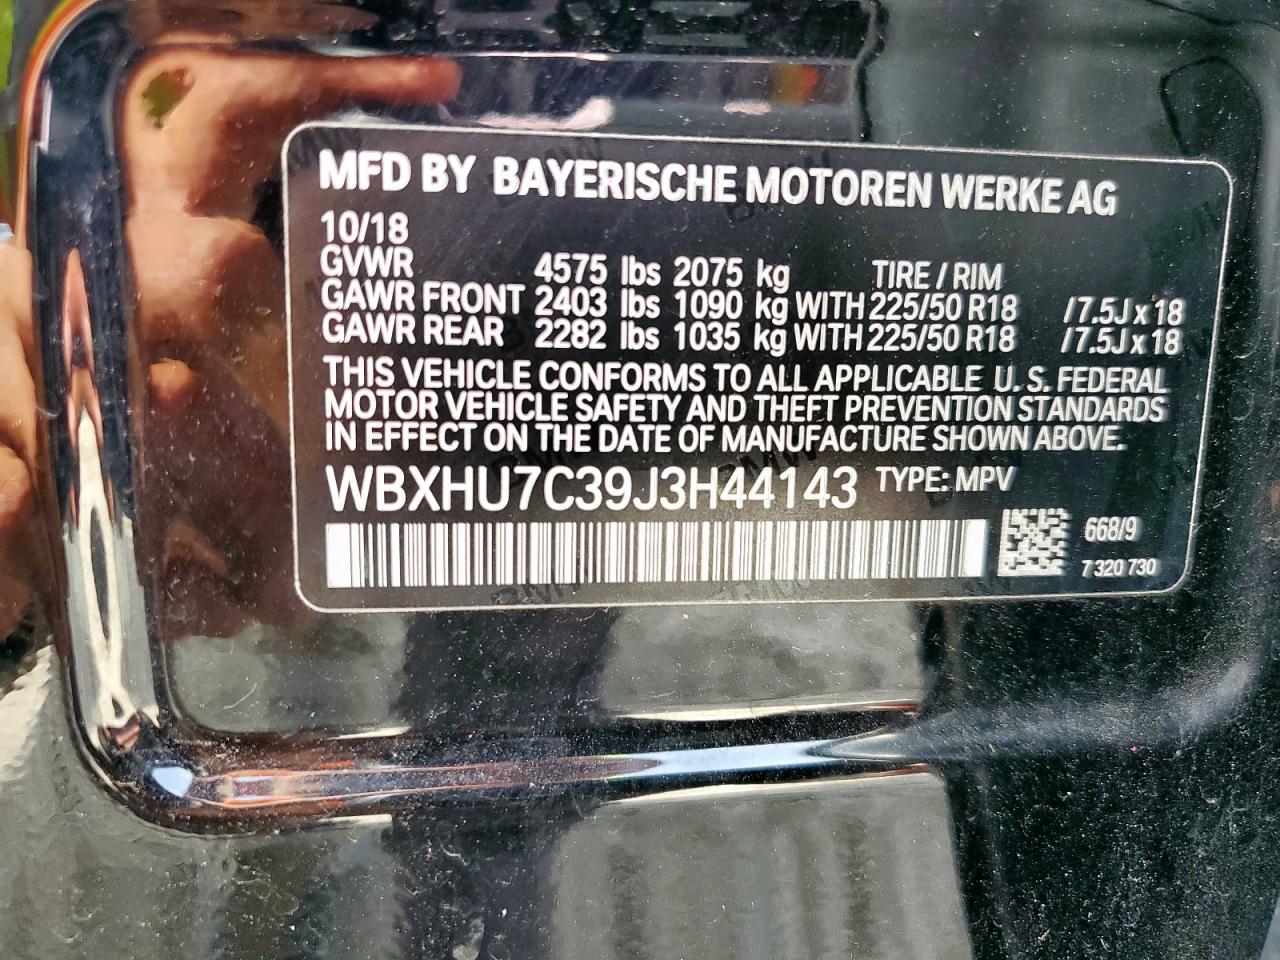 MFD BY BAYERISCHE MOTOREN WERKE AG
10/18
GVWR 4575 lbs 2075 kg TIRE / RIM
GAWR FRONT 2403 lbs 1090 kg WITH 225/50 R18 /7.5J x 18
GAWR REAR 2282 lbs 1035 kg WITH 225/50 R18 /7.5J x 18
THIS VEHICLE CONFORMS TO ALL APPLICABLE U. S. FEDERAL
MOTOR VEHICLE SAFETY AND THEFT PREVENTION STANDARDS
IN EFFECT ON THE DATE OF MANUFACTURE SHOWN ABOVE.
WBXHU7C39J3H44143 TYPE: MPV
668/9
7 320 730